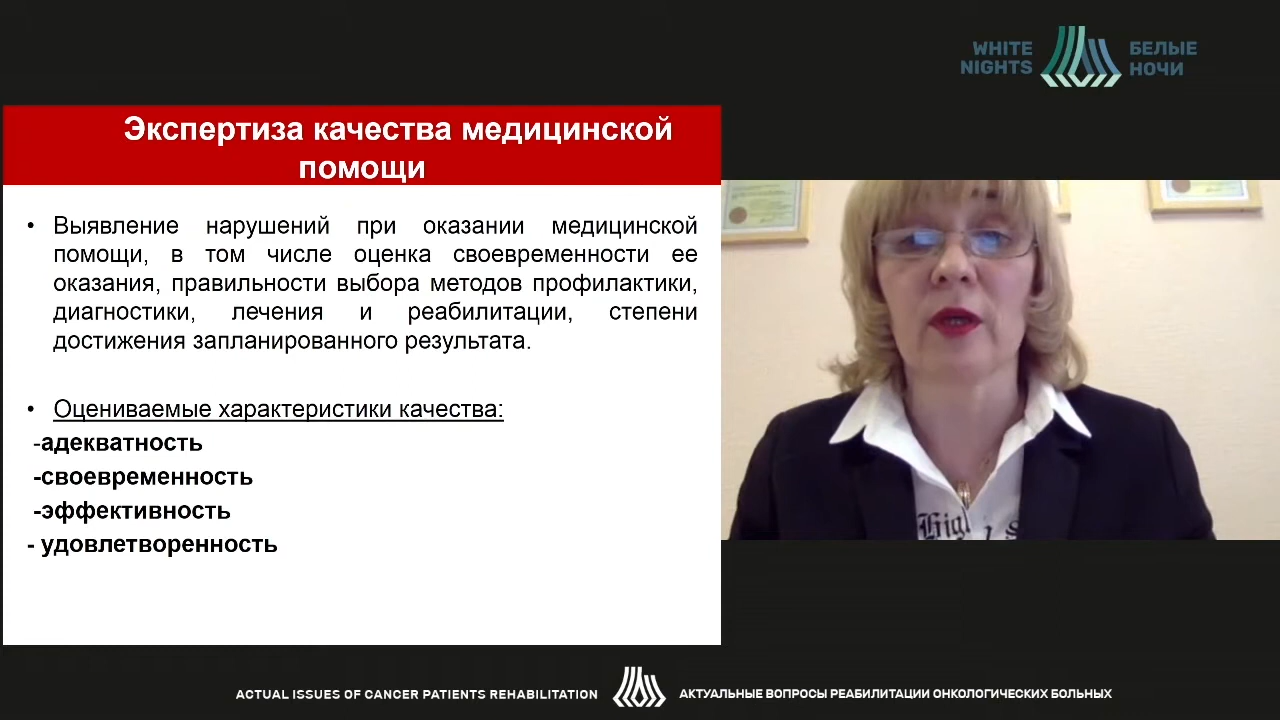 WHITE
NIGHTS
БЕЛЫЕ
НОЧИ
Экспертиза качества медицинской
помощи
• Выявление нарушений при оказании медицинской
помощи, в том числе оценка своевременности ее
оказания, правильности выбора методов профилактики,
диагностики, лечения и реабилитации, степени
достижения запланированного результата.
• Оцениваемые характеристики качества:
-адекватность
-своевременность
-эффективность
- удовлетворенность
ACTUAL ISSUES OF CANCER PATIENTS REHABILITATION
АКТУАЛЬНЫЕ ВОПРОСЫ РЕАБИЛИТАЦИИ ОНКОЛОГИЧЕСКИХ БОЛЬНЫХ